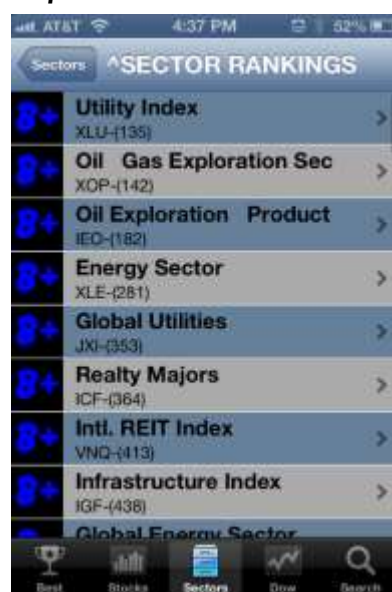 AT&T 4:37 PM 52%
Sectors ^SECTOR RANKINGS
8+ Utility Index
XLU-(135)
8+ Oil Gas Exploration Sec
XOP-(142)
8+ Oil Exploration Product
IEO-(182)
8+ Energy Sector
XLE-(281)
8+ Global Utilities
JXI-(353)
8+ Realty Majors
ICF-(364)
8+ Intl. REIT Index
VNQ-(413)
8+ Infrastructure Index
IGF-(438)
Global Energy Sector
Best Stocks Sectors Dow Search